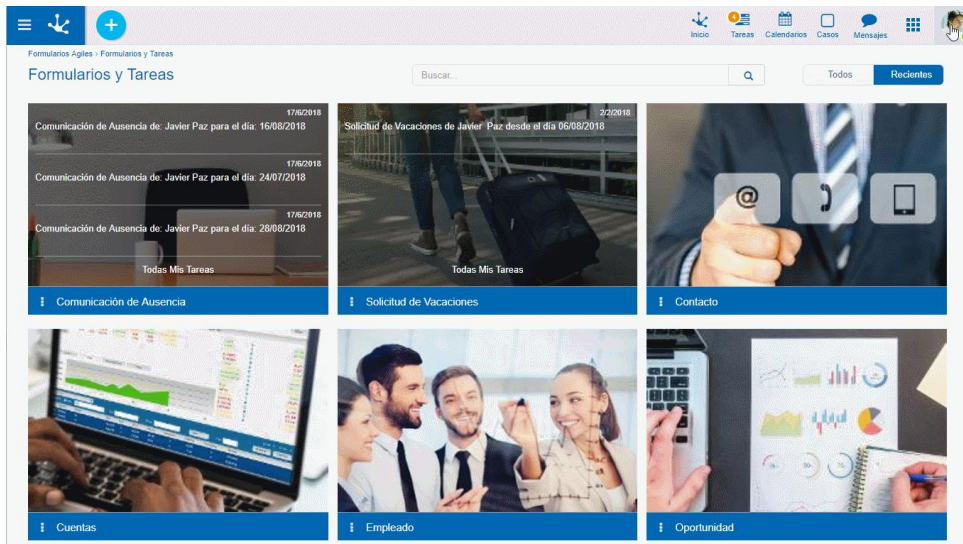 4
Inicio
Tareas
Calendarios
Casos
Mensajes
Formularios Agiles > Formularios y Tareas
Formularios y Tareas
Buscar...
Todos
Recientes
17/6/2018
Comunicación de Ausencia de: Javier Paz para el día: 16/08/2018
17/6/2018
Comunicación de Ausencia de: Javier Paz para el día: 24/07/2018
17/6/2018
Comunicación de Ausencia de: Javier Paz para el día: 28/08/2018
Todas Mis Tareas
Comunicación de Ausencia
2/2/2018
Solicitud de Vacaciones de Javier Paz desde el día 06/08/2018
Todas Mis Tareas
Solicitud de Vacaciones
@
Contacto
Cuentas
Empleado
Oportunidad